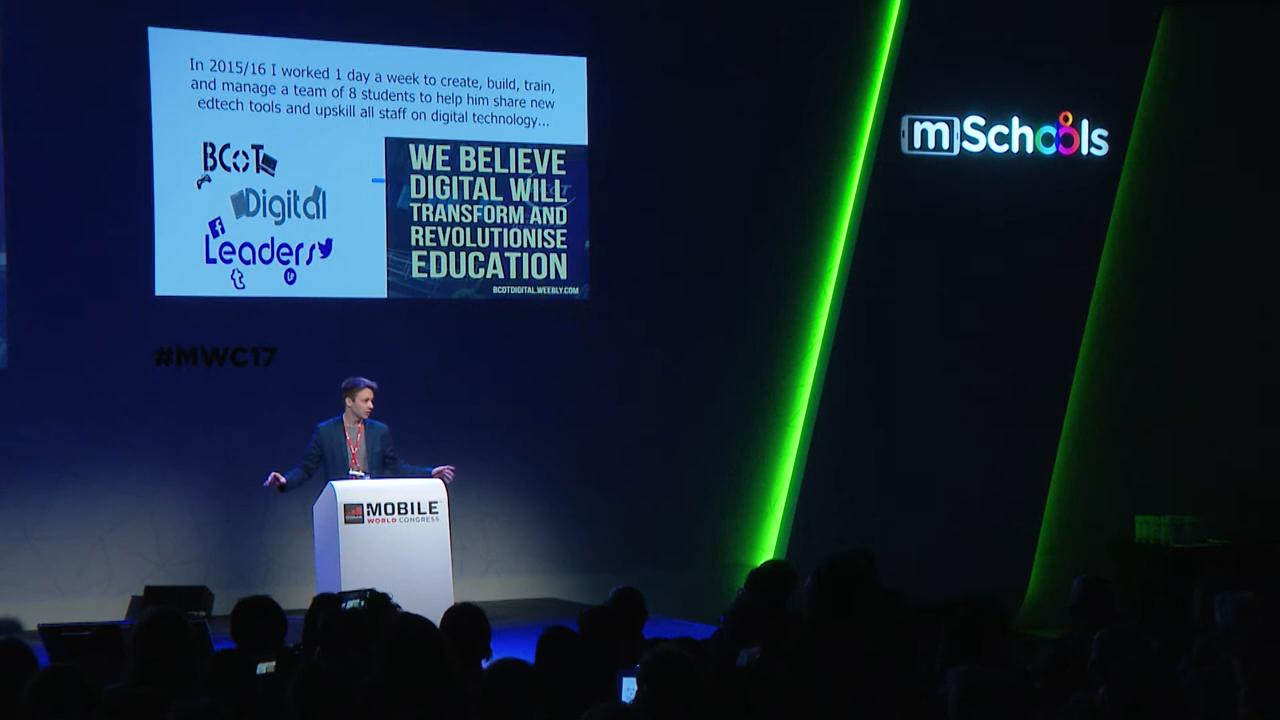 In 2015/16 I worked 1 day a week to create, build, train,
and manage a team of 8 students to help him share new
edtech tools and upskill all staff on digital technology...
BCoT
Digital
Leaders
WE BELIEVE
DIGITAL WILL
TRANSFORM AND
REVOLUTIONISE
EDUCATION
BCOTDIGITAL.WEEBLY.COM
mSchools
#MWC17
MOBILE
WORLD CONGRESS